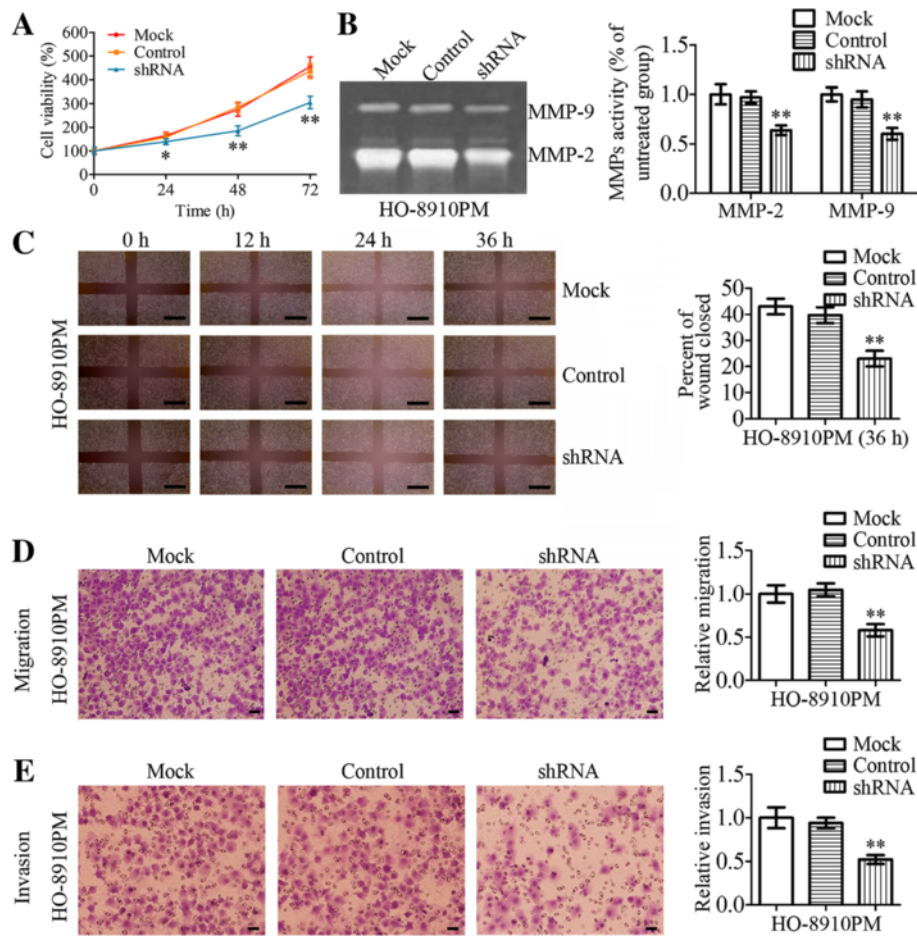 A
Cell viability (%)
600
500
400
300
200
100
0
0
24
48
72
Time (h)
Mock
Control
shRNA
*
**
**
B
Mock
Control
shRNA
MMP-9
MMP-2
HO-8910PM
MMPs activity (% of
untreated group)
1.5
1.0
0.5
0.0
Mock
Control
shRNA
**
**
MMP-2
MMP-9
C
0 h
12 h
24 h
36 h
HO-8910PM
Mock
Control
shRNA
Percent of
wound closed
50
40
30
20
10
0
Mock
Control
shRNA
**
HO-8910PM (36 h)
D
Mock
Control
shRNA
Migration
HO-8910PM
Relative migration
1.5
1.0
0.5
0.0
Mock
Control
shRNA
**
HO-8910PM
E
Mock
Control
shRNA
Invasion
HO-8910PM
Relative invasion
1.5
1.0
0.5
0.0
Mock
Control
shRNA
**
HO-8910PM